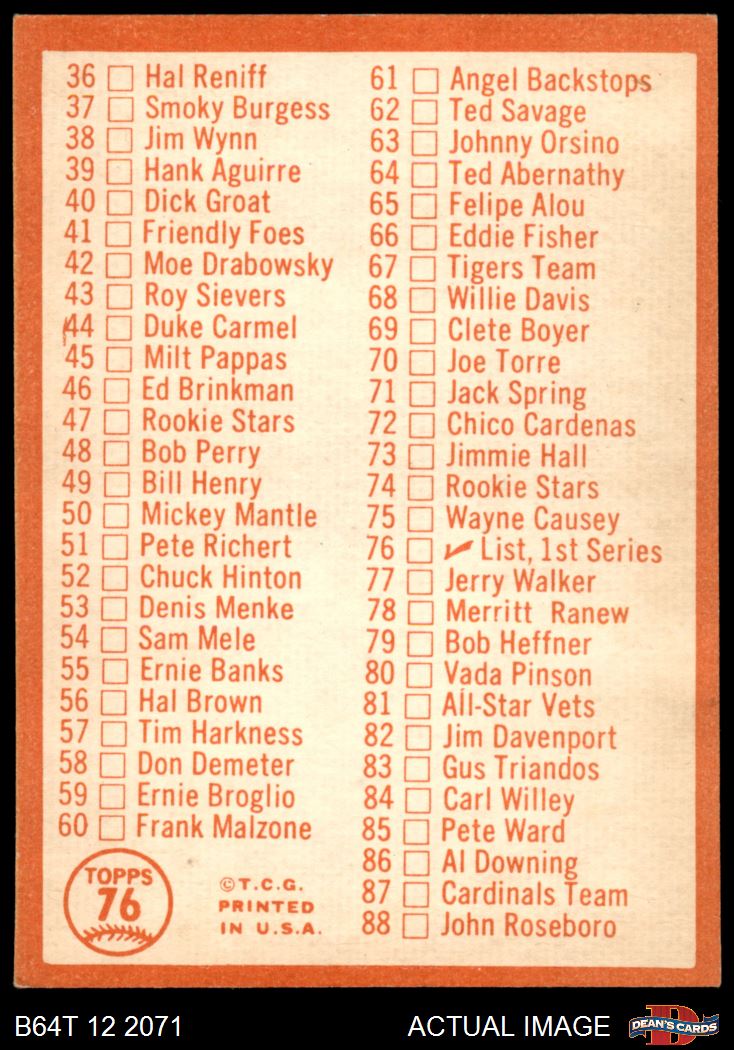 36 Hal Reniff
37 Smoky Burgess
38 Jim Wynn
39 Hank Aguirre
40 Dick Groat
41 Friendly Foes
42 Moe Drabowsky
43 Roy Sievers
44 Duke Carmel
45 Milt Pappas
46 Ed Brinkman
47 Rookie Stars
48 Bob Perry
49 Bill Henry
50 Mickey Mantle
51 Pete Richert
52 Chuck Hinton
53 Denis Menke
54 Sam Mele
55 Ernie Banks
56 Hal Brown
57 Tim Harkness
58 Don Demeter
59 Ernie Broglio
60 Frank Malzone
TOPPS
76
©T.C.G.
PRINTED
IN U.S.A.
61 Angel Backstops
62 Ted Savage
63 Johnny Orsino
64 Ted Abernathy
65 Felipe Alou
66 Eddie Fisher
67 Tigers Team
68 Willie Davis
69 Clete Boyer
70 Joe Torre
71 Jack Spring
72 Chico Cardenas
73 Jimmie Hall
74 Rookie Stars
75 Wayne Causey
76 ✓ List, 1st Series
77 Jerry Walker
78 Merritt Ranew
79 Bob Heffner
80 Vada Pinson
81 All-Star Vets
82 Jim Davenport
83 Gus Triandos
84 Carl Willey
85 Pete Ward
86 Al Downing
87 Cardinals Team
88 John Roseboro
B64T 12 2071
ACTUAL IMAGE
D
DEAN'S CARDS